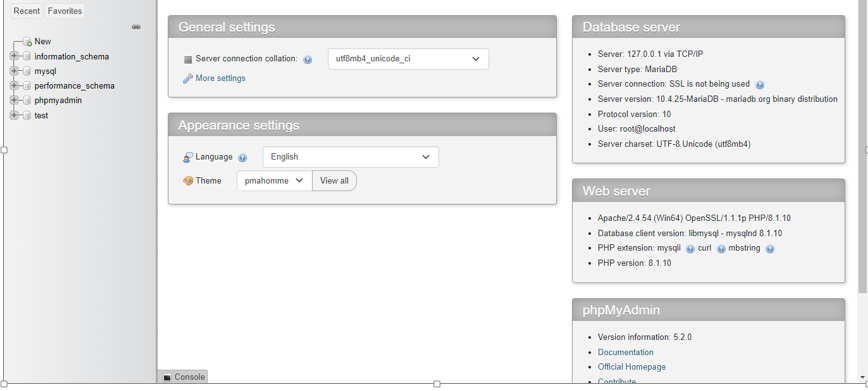 Recent Favorites
New
information_schema
mysql
performance_schema
phpmyadmin
test
General settings
Server connection collation:
utf8mb4_unicode_ci
More settings
Appearance settings
Language
English
Theme
pmahomme
View all
Console
Database server
Server: 127.0.0.1 via TCP/IP
Server type: MariaDB
Server connection: SSL is not being used
Server version: 10.4.25-MariaDB - mariadb.org binary distribution
Protocol version: 10
User: root@localhost
Server charset: UTF-8 Unicode (utf8mb4)
Web server
Apache/2.4.54 (Win64) OpenSSL/1.1.1p PHP/8.1.10
Database client version: libmysql - mysqlnd 8.1.10
PHP extension: mysqli curl mbstring
PHP version: 8.1.10
phpMyAdmin
Version information: 5.2.0
Documentation
Official Homepage
Contribute